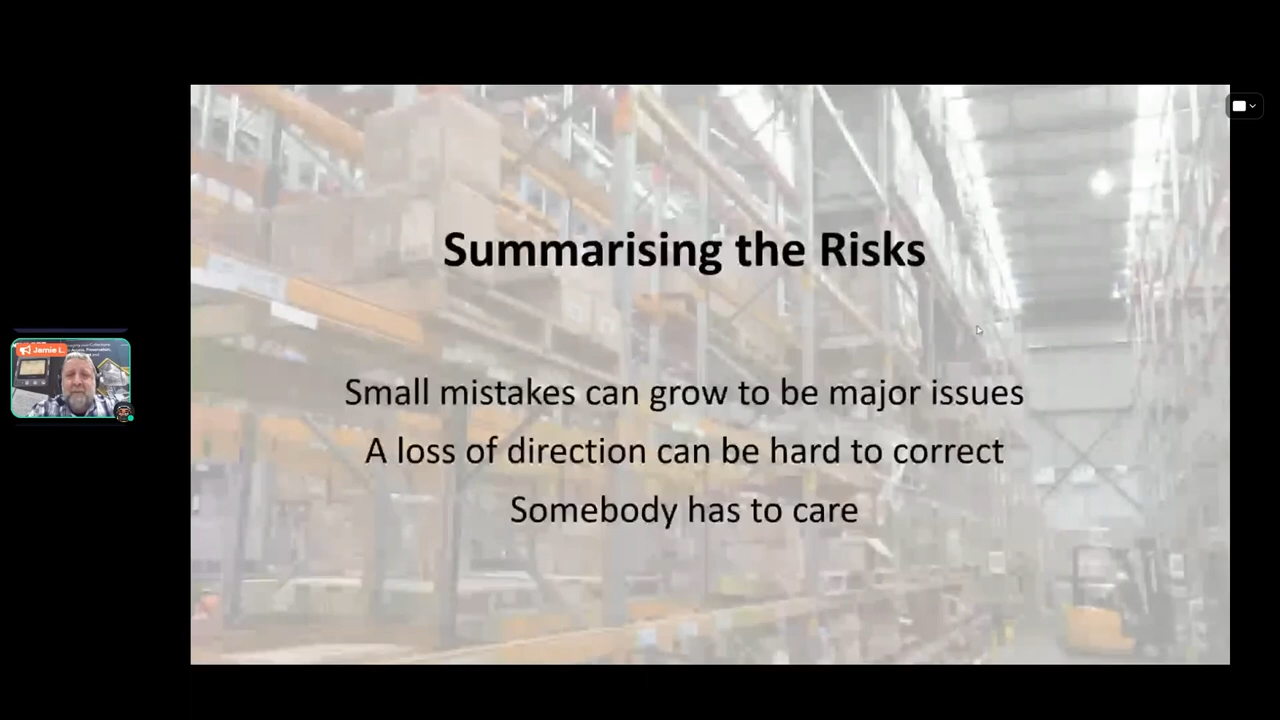 Summarising the Risks
Small mistakes can grow to be major issues
A loss of direction can be hard to correct
Somebody has to care
Jamie L.